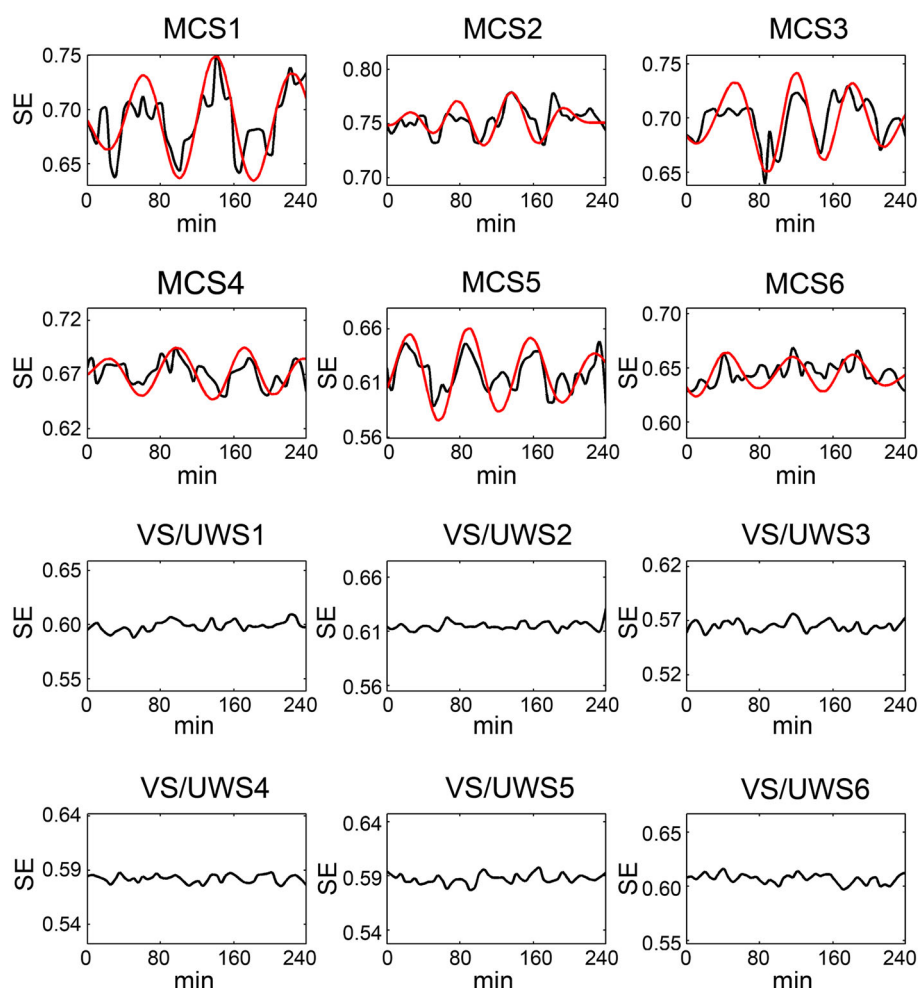 MCS1 MCS2 MCS3
0.75 0.80 0.75
SE 0.70 0.75 0.70
0.65 0.70 0.65
0 80 160 240 0 80 160 240 0 80 160 240
min min min
MCS4 MCS5 MCS6
0.72 0.66 0.70
SE 0.67 SE 0.61 SE 0.65
0.62 0.56 0.60
0 80 160 240 0 80 160 240 0 80 160 240
min min min
VS/UWS1 VS/UWS2 VS/UWS3
0.65 0.66 0.62
SE 0.60 SE 0.61 SE 0.57
0.55 0.56 0.52
0 80 160 240 0 80 160 240 0 80 160 240
min min min
VS/UWS4 VS/UWS5 VS/UWS6
0.64 0.64 0.65
SE 0.59 SE 0.59 SE 0.60
0.54 0.54 0.55
0 80 160 240 0 80 160 240 0 80 160 240
min min min